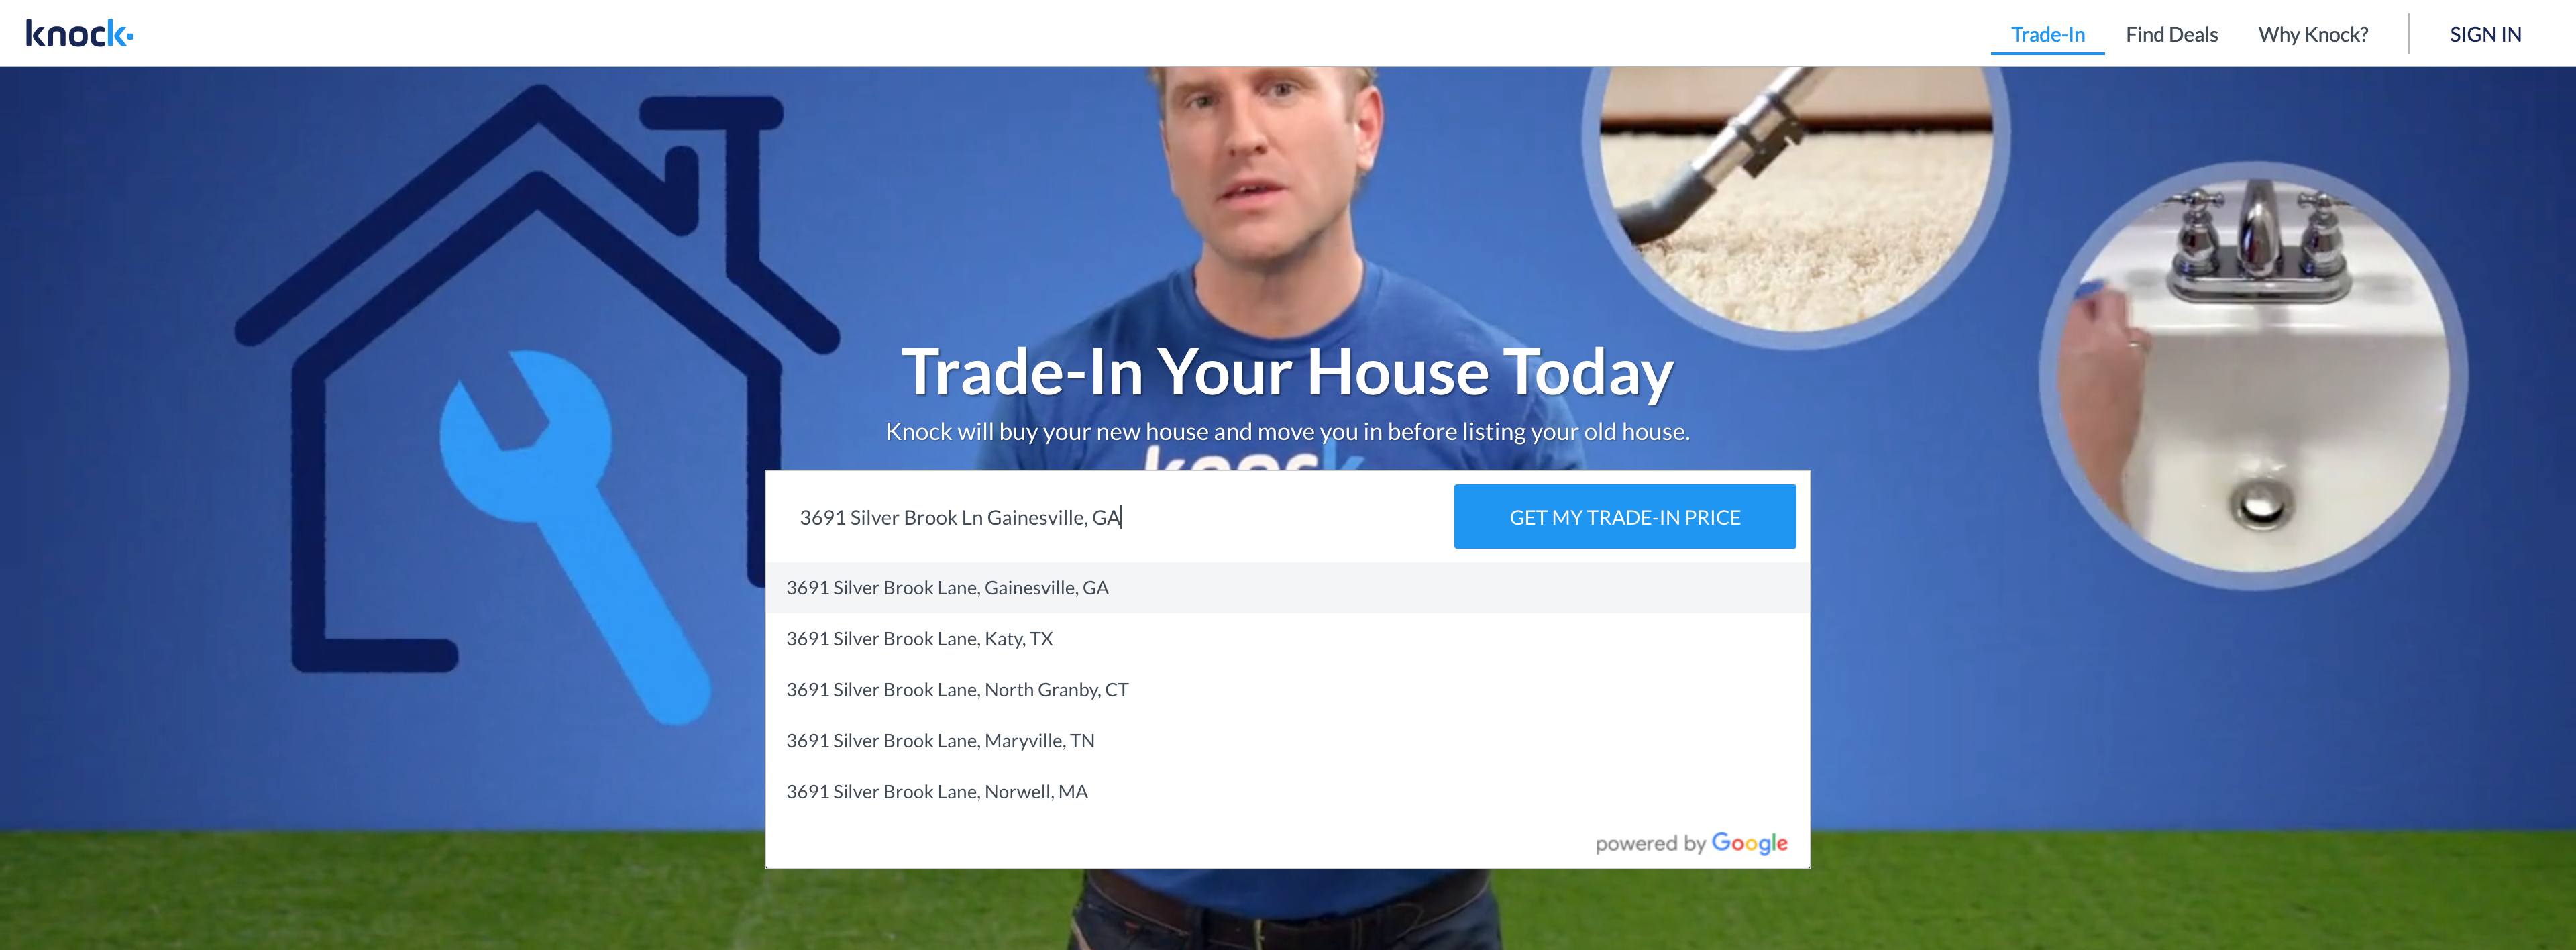 knock
Trade-In
Find Deals
Why Knock?
SIGN IN
Trade-In Your House Today
Knock will buy your new house and move you in before listing your old house.
knock
3691 Silver Brook Ln Gainesville, GA
GET MY TRADE-IN PRICE
3691 Silver Brook Lane, Gainesville, GA
3691 Silver Brook Lane, Katy, TX
3691 Silver Brook Lane, North Granby, CT
3691 Silver Brook Lane, Maryville, TN
3691 Silver Brook Lane, Norwell, MA
powered by Google